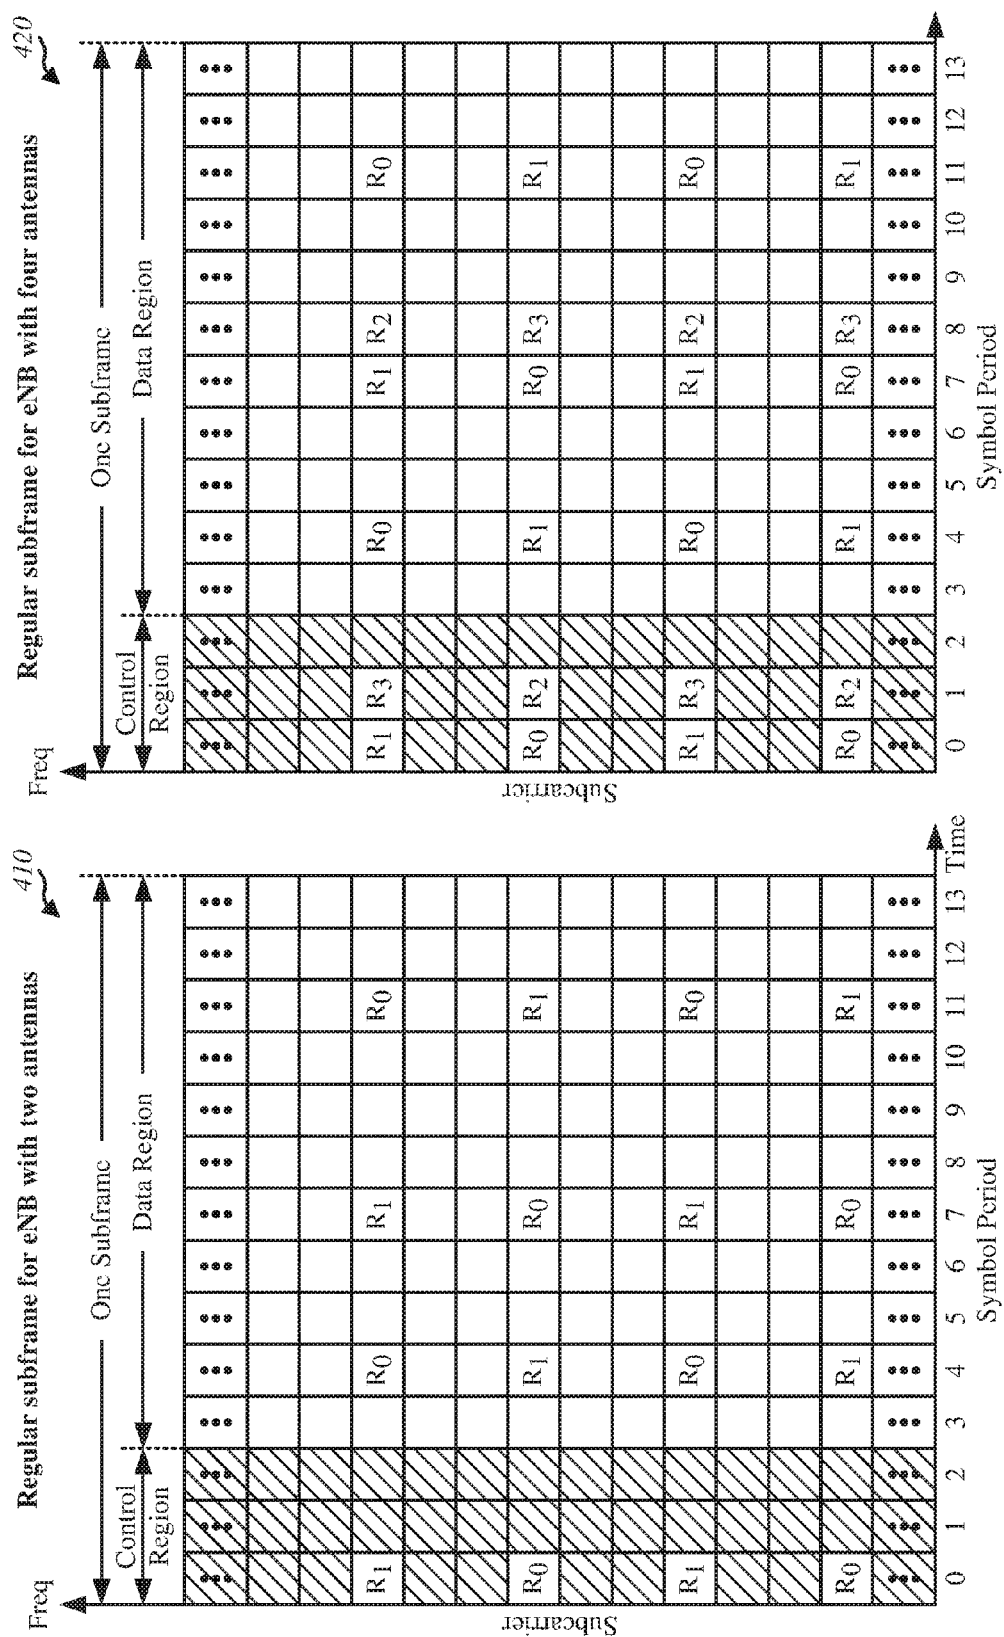 410
Regular subframe for eNB with two antennas
Freq
One Subframe
Control Region
Data Region
Subcarrier
R1 R0 R1 R0
R0 R1 R0 R1
R1 R0 R1 R0
R0 R1 R0 R1
0 1 2 3 4 5 6 7 8 9 10 11 12 13 Time
Symbol Period
420
Regular subframe for eNB with four antennas
Freq
One Subframe
Control Region
Data Region
Subcarrier
R1 R3 R0 R1 R2 R0
R0 R2 R1 R0 R3 R1
R1 R3 R0 R1 R2 R0
R0 R2 R1 R0 R3 R1
0 1 2 3 4 5 6 7 8 9 10 11 12 13
Symbol Period